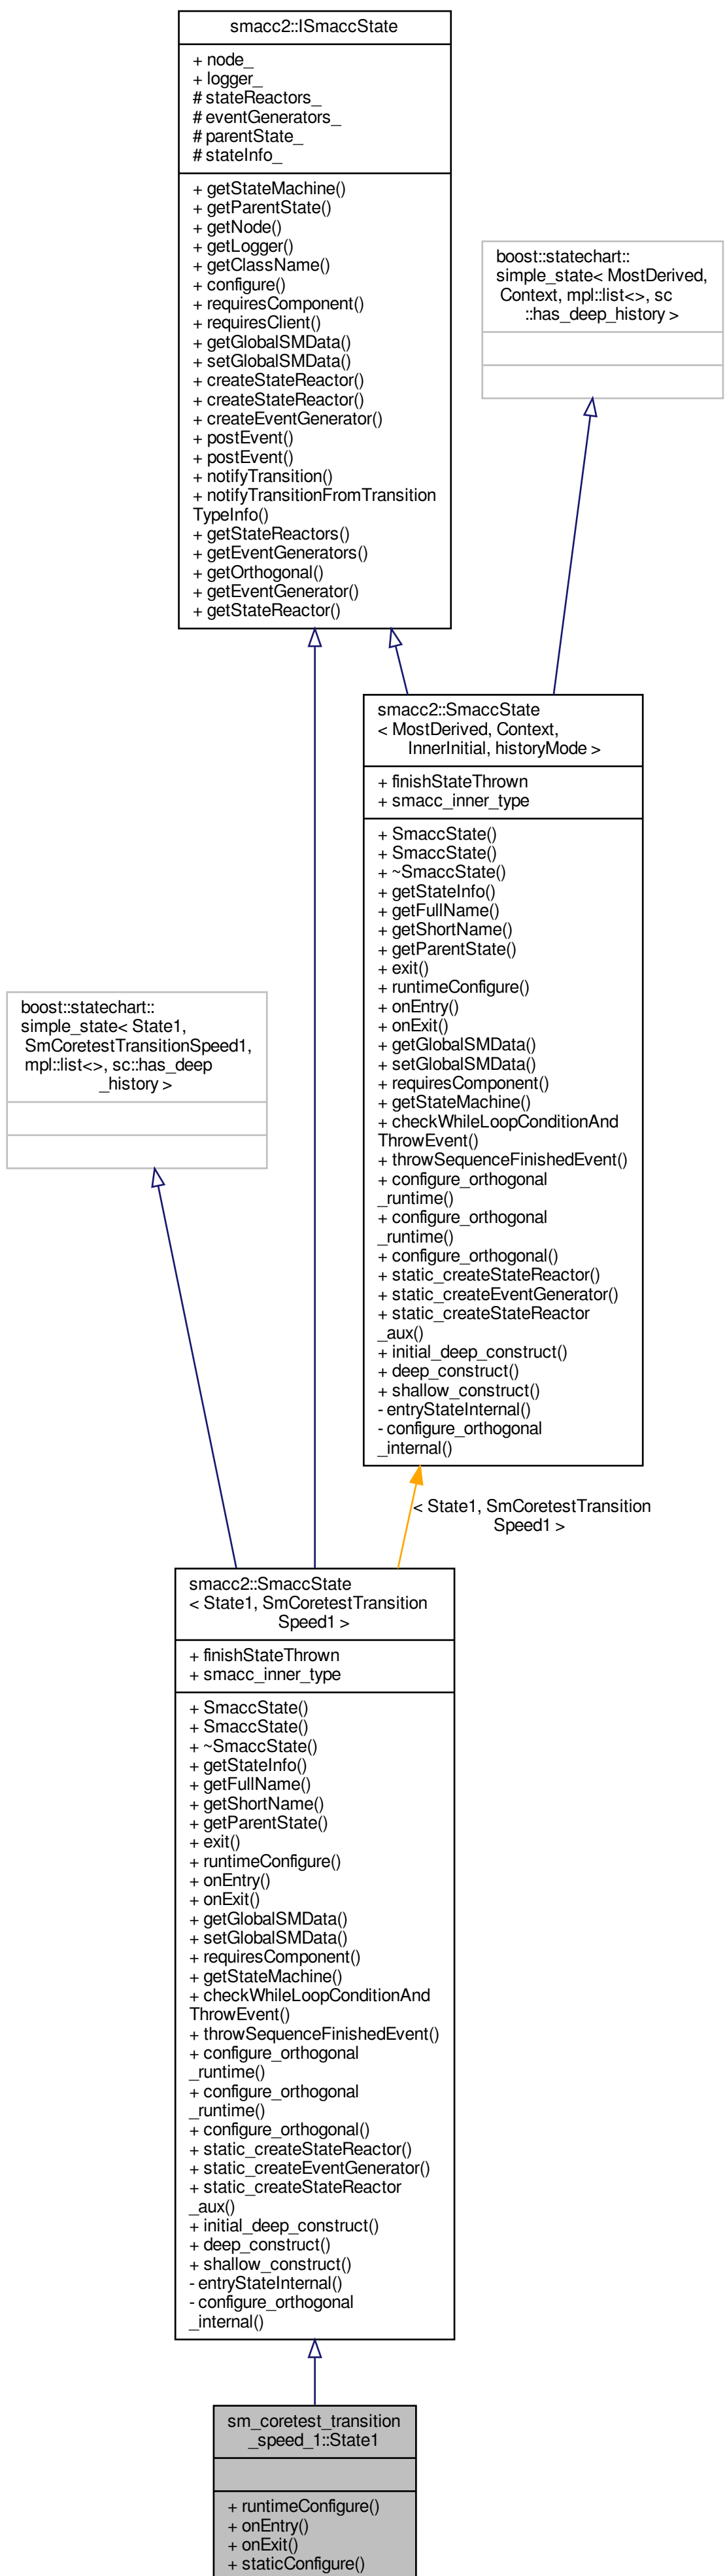 smacc2::ISmaccState
+ node_
+ logger_
# stateReactors_
# eventGenerators_
# parentState_
# stateInfo_
+ getStateMachine()
+ getParentState()
+ getNode()
+ getLogger()
+ getClassName()
+ configure()
+ requiresComponent()
+ requiresClient()
+ getGlobalSMData()
+ setGlobalSMData()
+ createStateReactor()
+ createStateReactor()
+ createEventGenerator()
+ postEvent()
+ postEvent()
+ notifyTransition()
+ notifyTransitionFromTransition
TypeInfo()
+ getStateReactors()
+ getEventGenerators()
+ getOrthogonal()
+ getEventGenerator()
+ getStateReactor()
boost::statechart::
simple_state< MostDerived,
Context, mpl::list<>, sc
::has_deep_history >
smacc2::SmaccState
< MostDerived, Context,
InnerInitial, historyMode >
+ finishStateThrown
+ smacc_inner_type
+ SmaccState()
+ SmaccState()
+ ~SmaccState()
+ getStateInfo()
+ getFullName()
+ getShortName()
+ getParentState()
+ exit()
+ runtimeConfigure()
+ onEntry()
+ onExit()
+ getGlobalSMData()
+ setGlobalSMData()
+ requiresComponent()
+ getStateMachine()
+ checkWhileLoopConditionAnd
ThrowEvent()
+ throwSequenceFinishedEvent()
+ configure_orthogonal
_runtime()
+ configure_orthogonal
_runtime()
+ configure_orthogonal()
+ static_createStateReactor()
+ static_createEventGenerator()
+ static_createStateReactor
_aux()
+ initial_deep_construct()
+ deep_construct()
+ shallow_construct()
- entryStateInternal()
- configure_orthogonal
_internal()
boost::statechart::
simple_state< State1,
SmCoretestTransitionSpeed1,
mpl::list<>, sc::has_deep
_history >
< State1, SmCoretestTransition
Speed1 >
smacc2::SmaccState
< State1, SmCoretestTransition
Speed1 >
+ finishStateThrown
+ smacc_inner_type
+ SmaccState()
+ SmaccState()
+ ~SmaccState()
+ getStateInfo()
+ getFullName()
+ getShortName()
+ getParentState()
+ exit()
+ runtimeConfigure()
+ onEntry()
+ onExit()
+ getGlobalSMData()
+ setGlobalSMData()
+ requiresComponent()
+ getStateMachine()
+ checkWhileLoopConditionAnd
ThrowEvent()
+ throwSequenceFinishedEvent()
+ configure_orthogonal
_runtime()
+ configure_orthogonal
_runtime()
+ configure_orthogonal()
+ static_createStateReactor()
+ static_createEventGenerator()
+ static_createStateReactor
_aux()
+ initial_deep_construct()
+ deep_construct()
+ shallow_construct()
- entryStateInternal()
- configure_orthogonal
_internal()
sm_coretest_transition
_speed_1::State1
+ runtimeConfigure()
+ onEntry()
+ onExit()
+ staticConfigure()